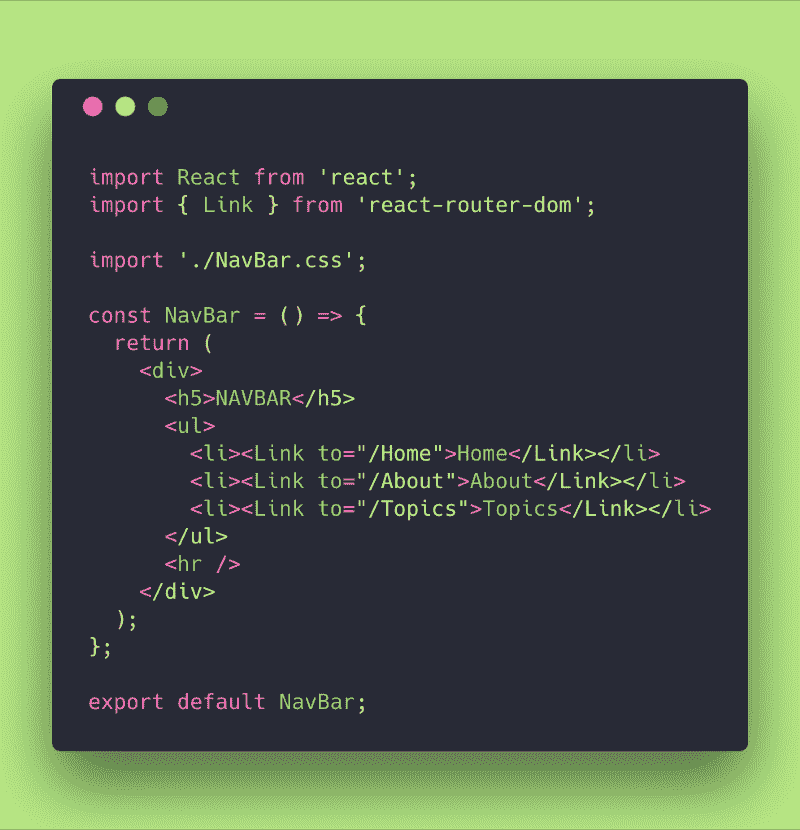 import React from 'react';
import { Link } from 'react-router-dom';

import './NavBar.css';

const NavBar = () => {
  return (
    <div>
      <h5>NAVBAR</h5>
      <ul>
        <li><Link to="/Home">Home</Link></li>
        <li><Link to="/About">About</Link></li>
        <li><Link to="/Topics">Topics</Link></li>
      </ul>
      <hr />
    </div>
  );
};

export default NavBar;